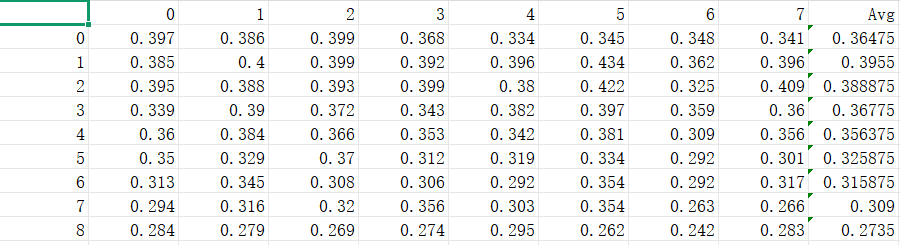 0 1 2 3 4 5 6 7 Avg
0 0.397 0.386 0.399 0.368 0.334 0.345 0.348 0.341 0.36475
1 0.385 0.4 0.399 0.392 0.396 0.434 0.362 0.396 0.3955
2 0.395 0.388 0.393 0.399 0.38 0.422 0.325 0.409 0.388875
3 0.339 0.39 0.372 0.343 0.382 0.397 0.359 0.36 0.36775
4 0.36 0.384 0.366 0.353 0.342 0.381 0.309 0.356 0.356375
5 0.35 0.329 0.37 0.312 0.319 0.334 0.292 0.301 0.325875
6 0.313 0.345 0.308 0.306 0.292 0.354 0.292 0.317 0.315875
7 0.294 0.316 0.32 0.356 0.303 0.354 0.263 0.266 0.309
8 0.284 0.279 0.269 0.274 0.295 0.262 0.242 0.283 0.2735